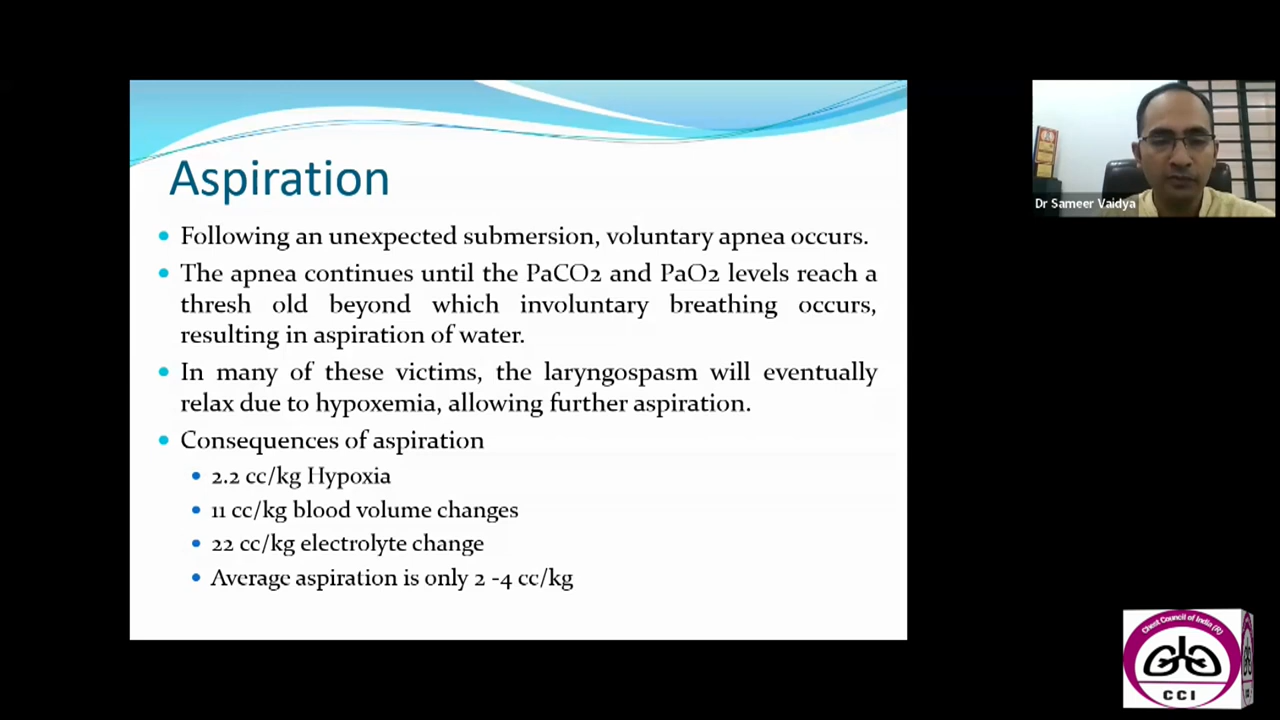 Aspiration
Following an unexpected submersion, voluntary apnea occurs.
The apnea continues until the PaCO2 and PaO2 levels reach a
thresh old beyond which involuntary breathing occurs,
resulting in aspiration of water.
In many of these victims, the laryngospasm will eventually
relax due to hypoxemia, allowing further aspiration.
Consequences of aspiration
2.2 cc/kg Hypoxia
11 cc/kg blood volume changes
22 cc/kg electrolyte change
Average aspiration is only 2 -4 cc/kg
Dr Sameer Vaidya
Chest Council of India (R)
CCI